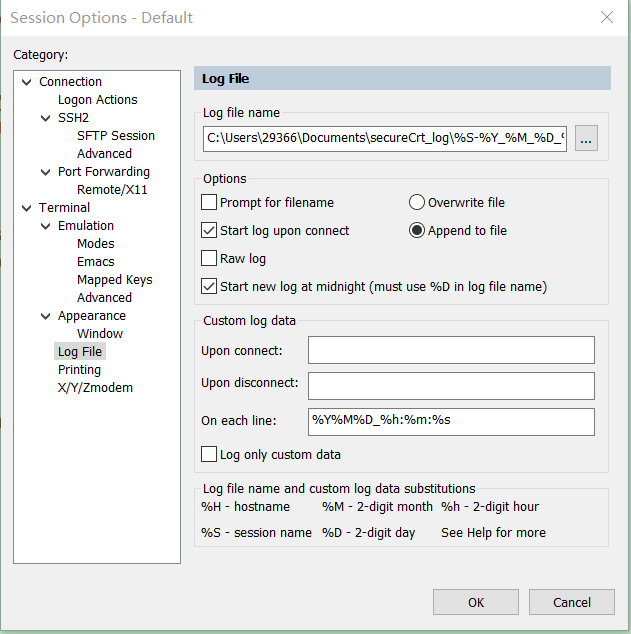 Session Options - Default
Category:
Connection
Logon Actions
SSH2
SFTP Session
Advanced
Port Forwarding
Remote/X11
Terminal
Emulation
Modes
Emacs
Mapped Keys
Advanced
Appearance
Window
Log File
Printing
X/Y/Zmodem
Log File
Log file name
C:\Users\29366\Documents\secureCrt_log\%S-%Y_%M_%D_%
...
Options
Prompt for filename
Overwrite file
Start log upon connect
Append to file
Raw log
Start new log at midnight (must use %D in log file name)
Custom log data
Upon connect:
Upon disconnect:
On each line:
%Y%M%D_%h:%m:%s
Log only custom data
Log file name and custom log data substitutions
%H - hostname %M - 2-digit month %h - 2-digit hour
%S - session name %D - 2-digit day See Help for more
OK
Cancel